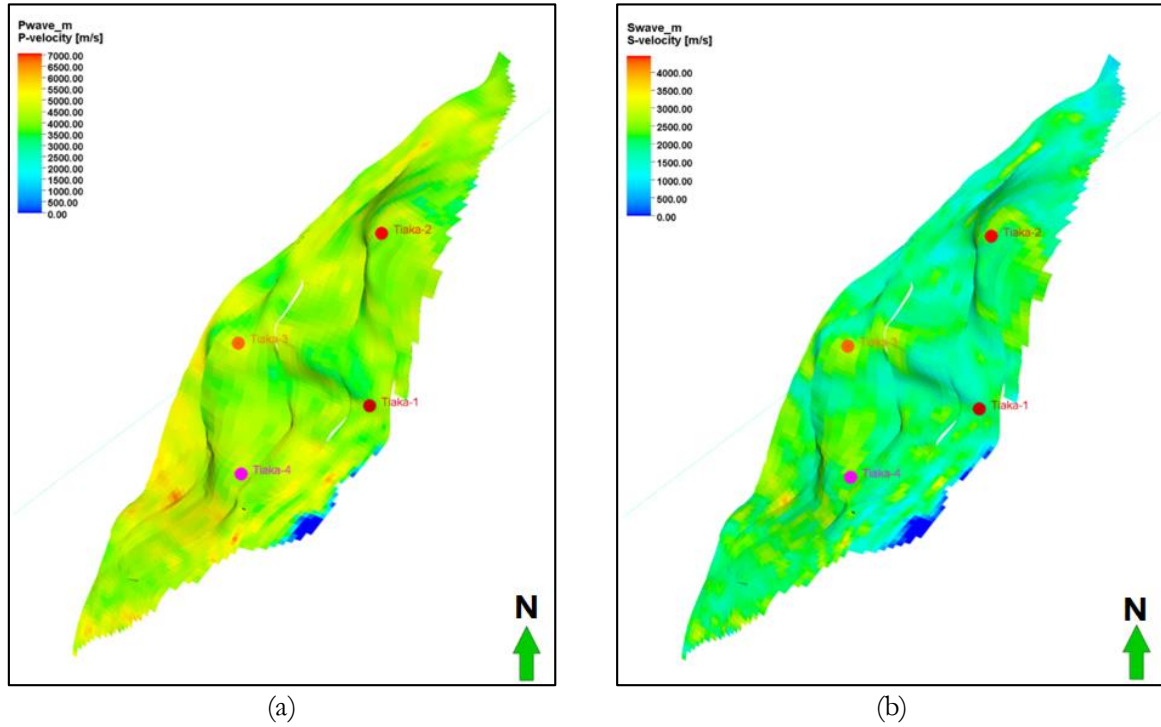 Pwave_m
P-velocity [m/s]
7000.00
6500.00
6000.00
5500.00
5000.00
4500.00
4000.00
3500.00
3000.00
2500.00
2000.00
1500.00
1000.00
500.00
0.00
Tiaka-2
Tiaka-3
Tiaka-1
Tiaka-4
N
(a)
Swave_m
S-velocity [m/s]
4000.00
3500.00
3000.00
2500.00
2000.00
1500.00
1000.00
500.00
0.00
Tiaka-2
Tiaka-3
Tiaka-1
Tiaka-4
N
(b)